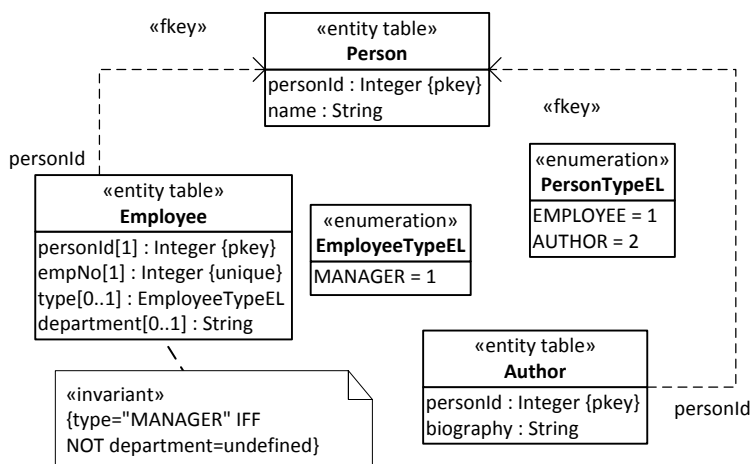 «fkey»
«entity table»
Person
personId : Integer {pkey}
name : String
«fkey»
personId
«enumeration»
PersonTypeEL
EMPLOYEE = 1
AUTHOR = 2
«entity table»
Employee
personId[1] : Integer {pkey}
empNo[1] : Integer {unique}
type[0..1] : EmployeeTypeEL
department[0..1] : String
«enumeration»
EmployeeTypeEL
MANAGER = 1
«entity table»
Author
personId : Integer {pkey}
biography : String
personId
«invariant»
{type="MANAGER" IFF
NOT department=undefined}